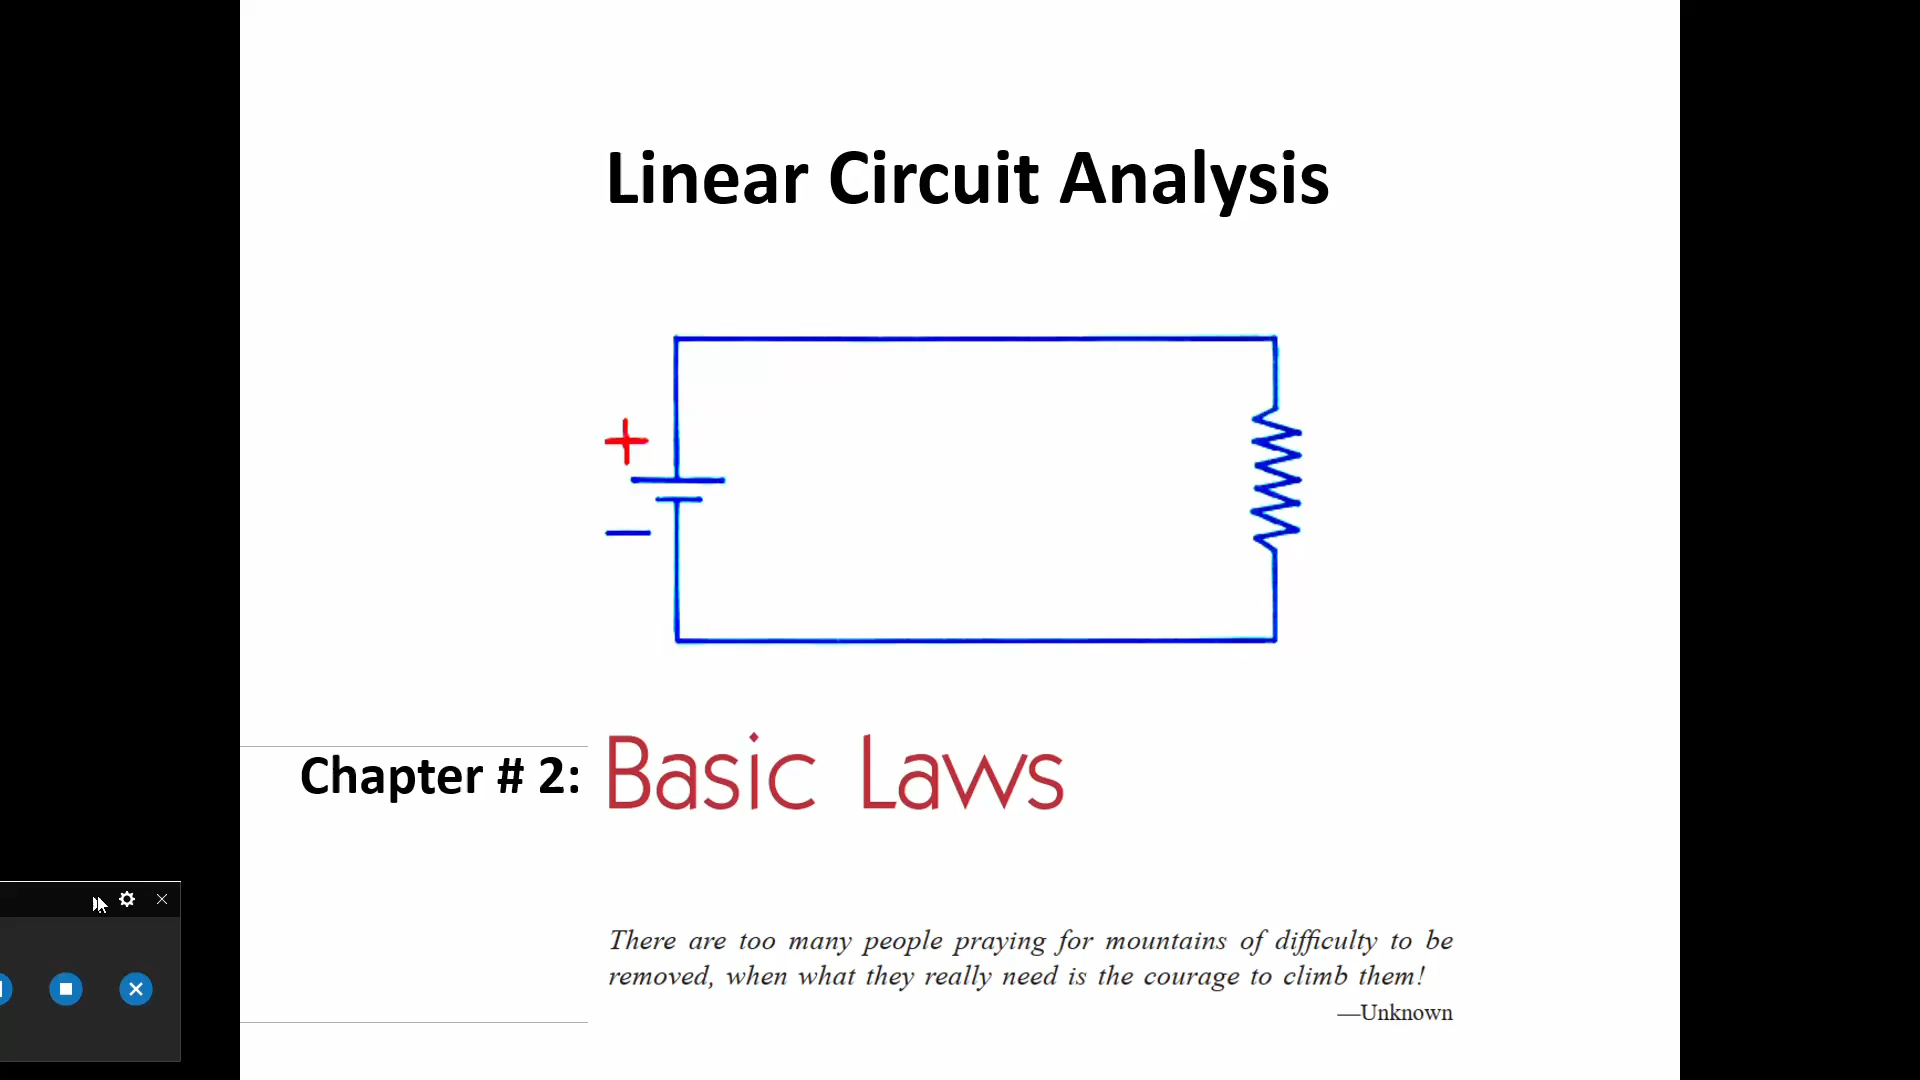 Linear Circuit Analysis
+
–
Chapter # 2: Basic Laws
There are too many people praying for mountains of difficulty to be
removed, when what they really need is the courage to climb them!
—Unknown